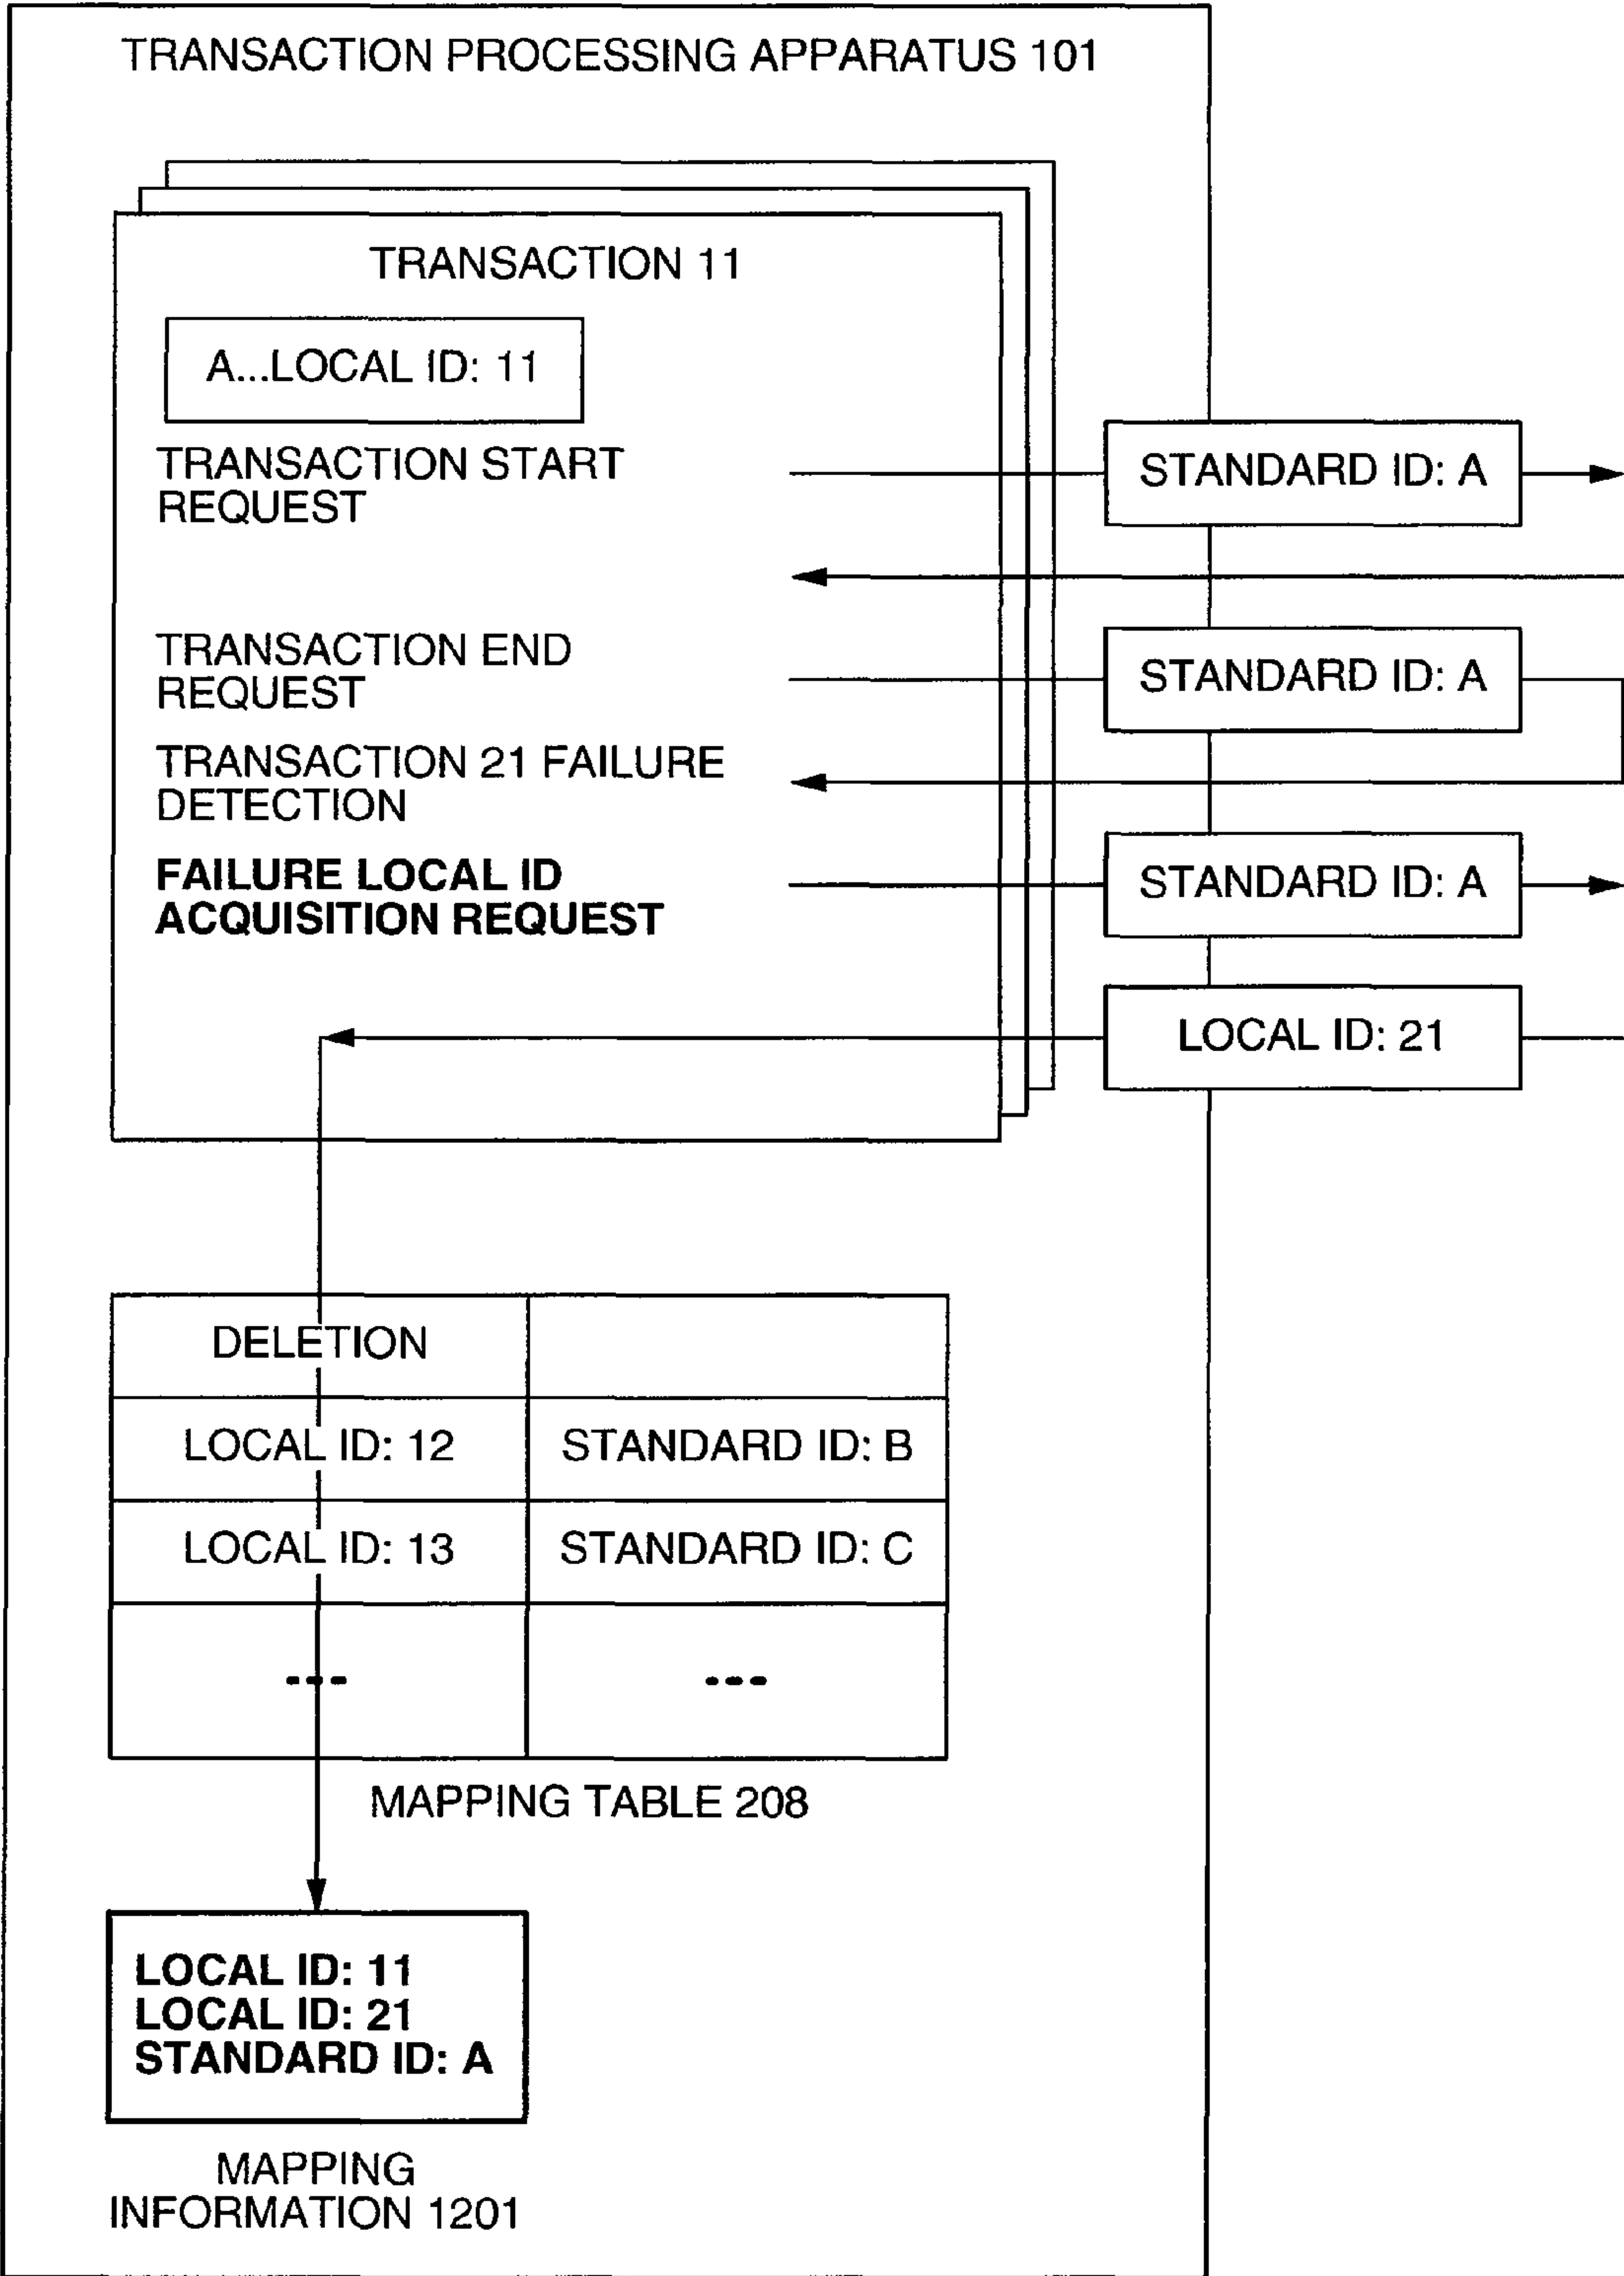 TRANSACTION PROCESSING APPARATUS 101
TRANSACTION 11
A...LOCAL ID: 11
TRANSACTION START
REQUEST
STANDARD ID: A
TRANSACTION END
REQUEST
STANDARD ID: A
TRANSACTION 21 FAILURE
DETECTION
FAILURE LOCAL ID
ACQUISITION REQUEST
STANDARD ID: A
LOCAL ID: 21
DELETION
LOCAL ID: 12
STANDARD ID: B
LOCAL ID: 13
STANDARD ID: C
---
---
MAPPING TABLE 208
LOCAL ID: 11
LOCAL ID: 21
STANDARD ID: A
MAPPING
INFORMATION 1201